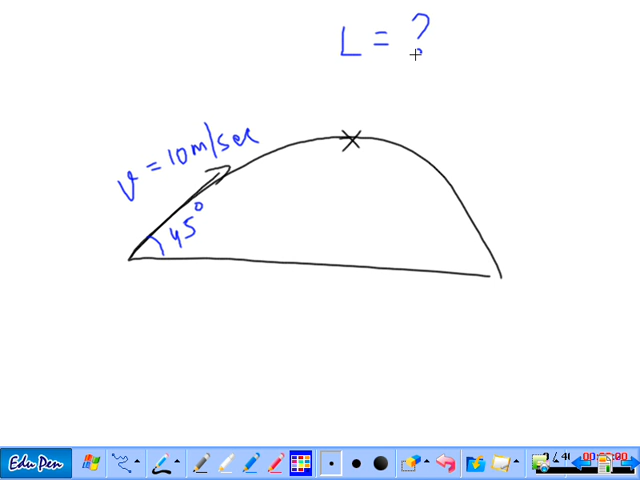 L = ?
v = 10m/sec
45°
Edu Pen